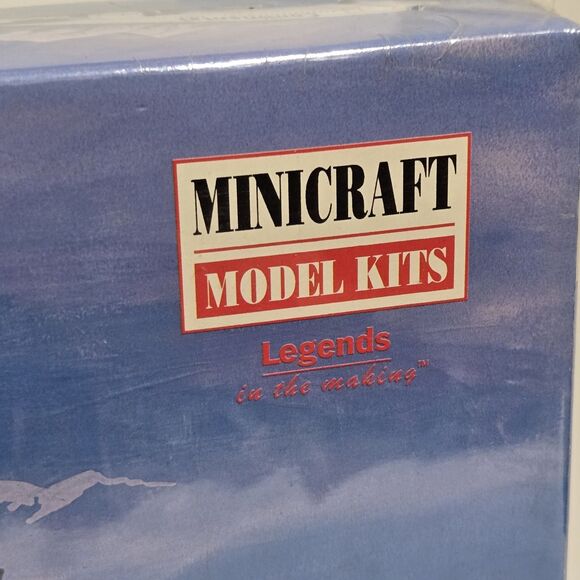 MINICRAFT
MODEL KITS
Legends
in the making™